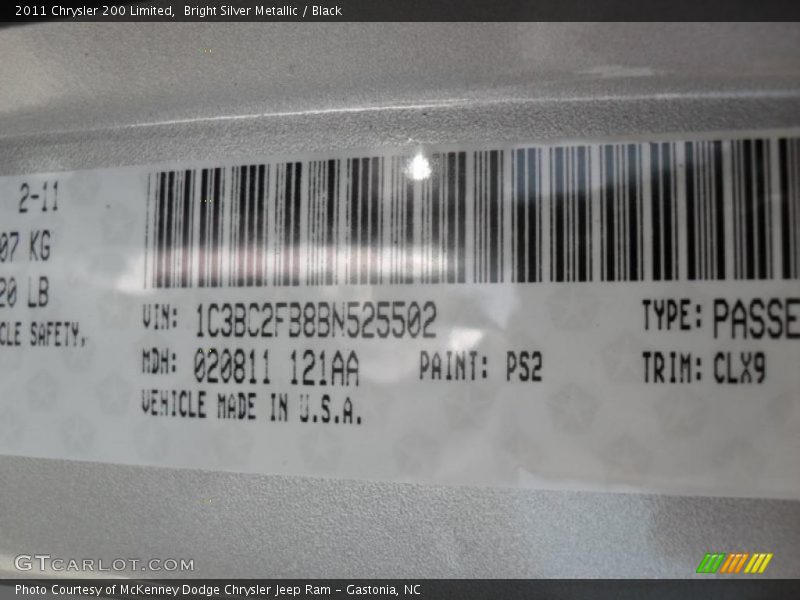 2011 Chrysler 200 Limited,  Bright Silver Metallic / Black
2-11
07 KG
20 LB
CLE SAFETY,
VIN: 1C3BC2FB8BN525502
TYPE: PASSE
MDH: 020811 121AA
PAINT: PS2
TRIM: CLX9
VEHICLE MADE IN U.S.A.
GTCARLOT.COM
Photo Courtesy of McKenney Dodge Chrysler Jeep Ram – Gastonia, NC